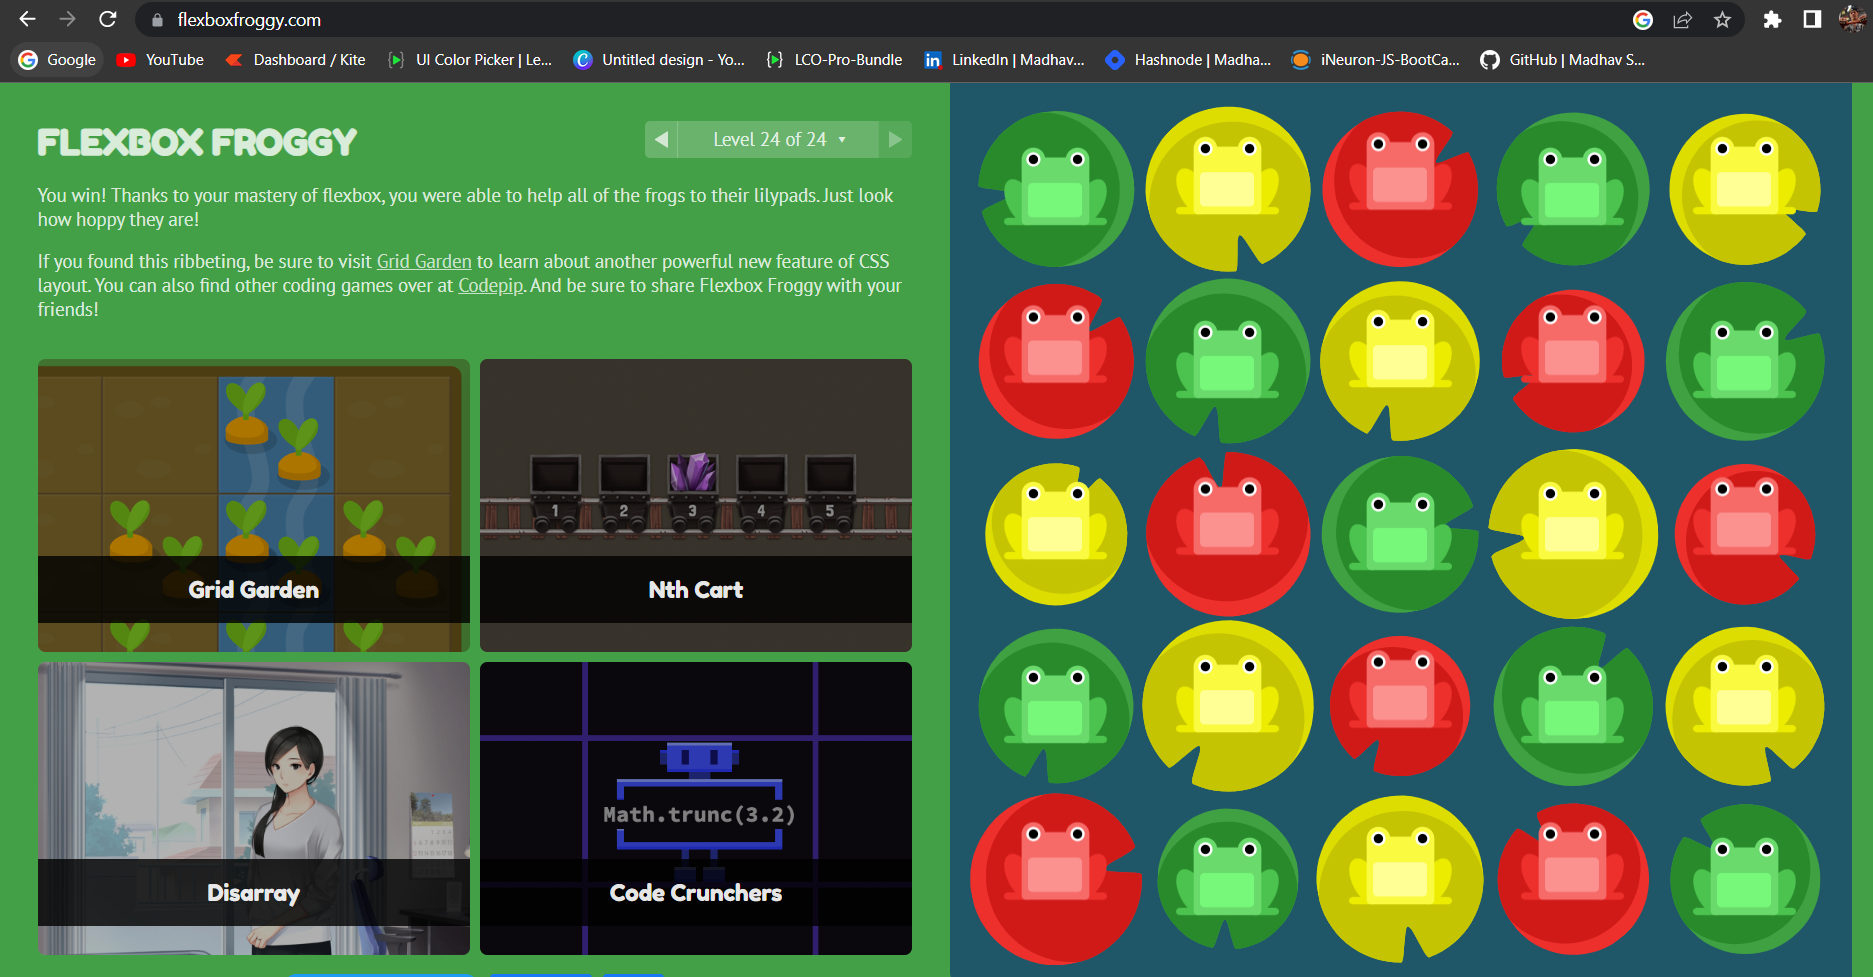 flexboxfroggy.com
Google YouTube Dashboard / Kite UI Color Picker | Le... Untitled design - Yo... LCO-Pro-Bundle LinkedIn | Madhav... Hashnode | Madha... iNeuron-JS-BootCa... GitHub | Madhav S...
FLEXBOX FROGGY
Level 24 of 24
You win! Thanks to your mastery of flexbox, you were able to help all of the frogs to their lilypads. Just look
how hoppy they are!
If you found this ribbeting, be sure to visit Grid Garden to learn about another powerful new feature of CSS
layout. You can also find other coding games over at Codepip. And be sure to share Flexbox Froggy with your
friends!
1 2 3 4 5
Grid Garden
Nth Cart
Math.trunc(3.2)
Disarray
Code Crunchers